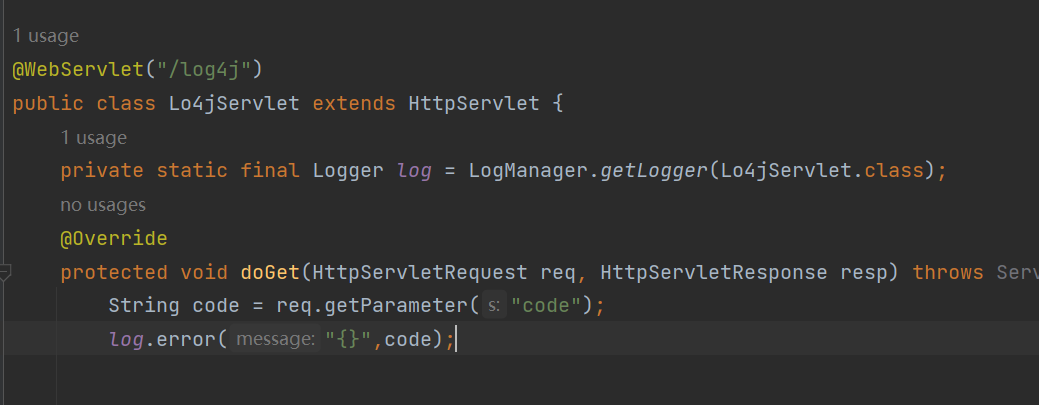 1 usage
@WebServlet("/log4j")
public class Lo4jServlet extends HttpServlet {
1 usage
private static final Logger log = LogManager.getLogger(Lo4jServlet.class);
no usages
@Override
protected void doGet(HttpServletRequest req, HttpServletResponse resp) throws Serv
String code = req.getParameter( s: "code");
log.error( message: "{}",code);